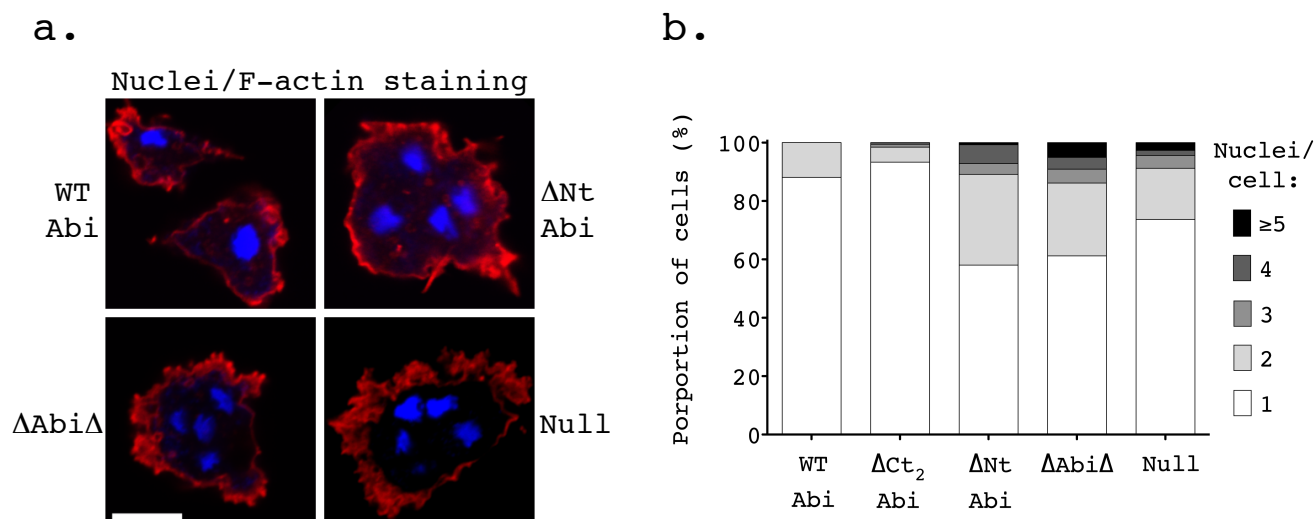 a.
Nuclei/F-actin staining
WT
Abi
ΔNt
Abi
ΔAbiΔ
Null
b.
Porportion of cells (%)
100
80
60
40
20
0
WT
Abi
ΔCt₂
Abi
ΔNt
Abi
ΔAbiΔ
Null
Nuclei/
cell:
≥5
4
3
2
1